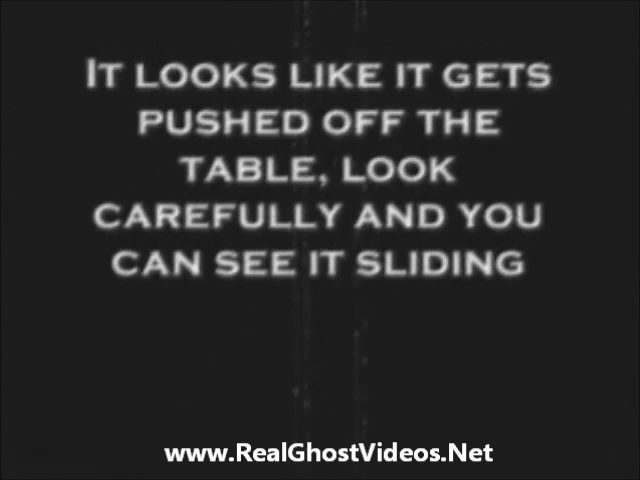 It looks like it gets
pushed off the
table, look
carefully and you
can see it sliding
www.RealGhostVideos.Net